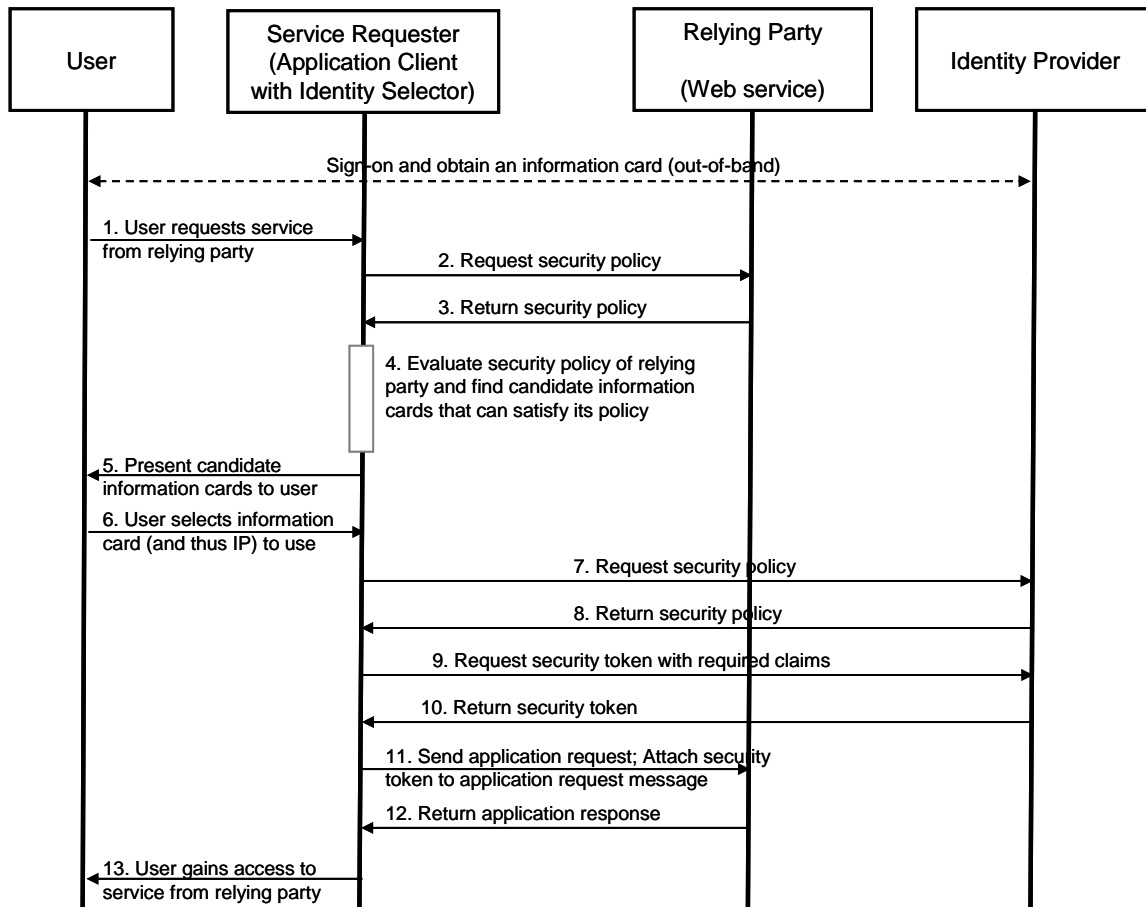 User
Service Requester
(Application Client
with Identity Selector)
Relying Party
(Web service)
Identity Provider
Sign-on and obtain an information card (out-of-band)
1. User requests service
from relying party
2. Request security policy
3. Return security policy
4. Evaluate security policy of relying
party and find candidate information
cards that can satisfy its policy
5. Present candidate
information cards to user
6. User selects information
card (and thus IP) to use
7. Request security policy
8. Return security policy
9. Request security token with required claims
10. Return security token
11. Send application request; Attach security
token to application request message
12. Return application response
13. User gains access to
service from relying party